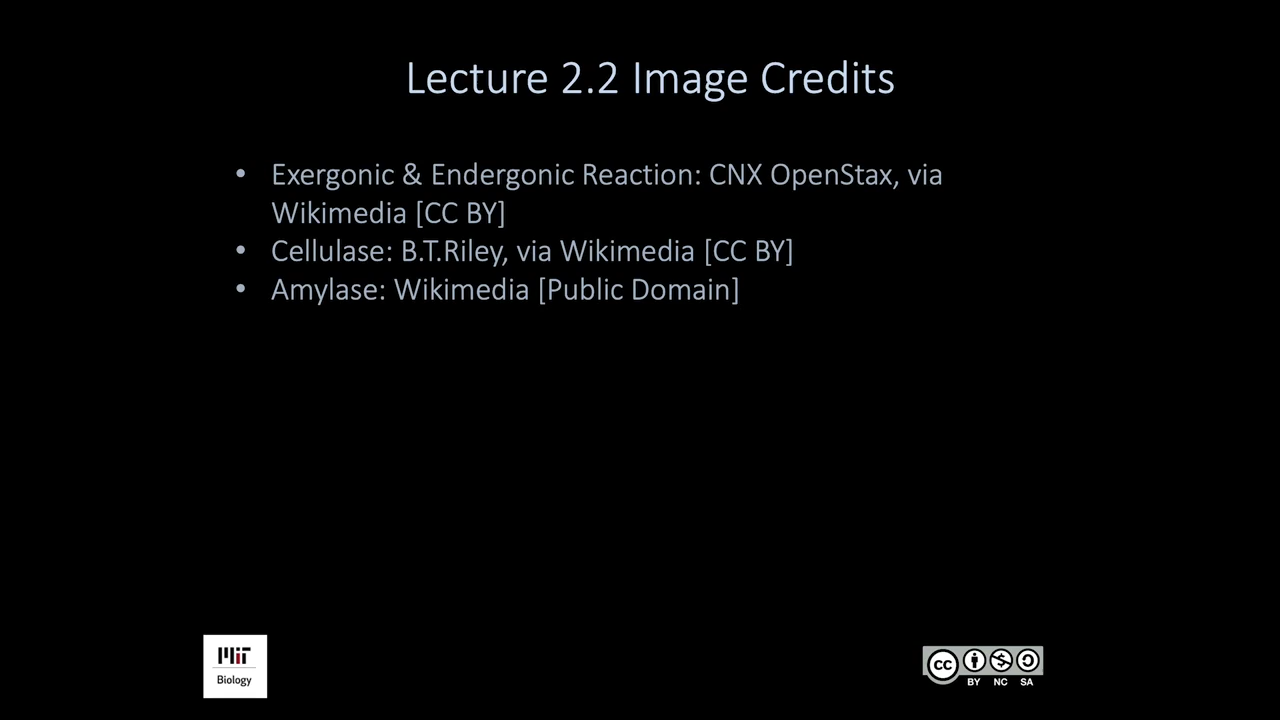 Lecture 2.2 Image Credits
• Exergonic & Endergonic Reaction: CNX OpenStax, via
Wikimedia [CC BY]
• Cellulase: B.T.Riley, via Wikimedia [CC BY]
• Amylase: Wikimedia [Public Domain]
MIT
Biology
cc
BY NC SA